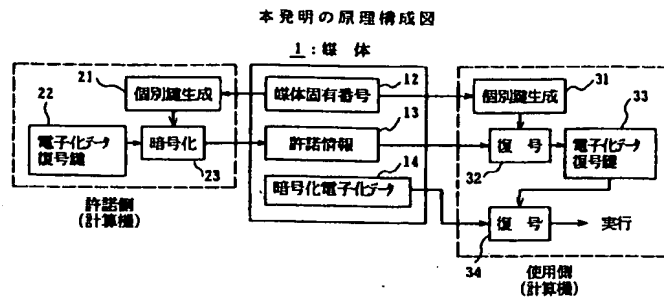 本発明の原理構成図
1:媒 体
21
個別鍵生成
22
電子化データ
復号鍵
暗号化
23
許諾側
(計算機)
12
媒体固有番号
13
許諾情報
14
暗号化電子化データ
31
個別鍵生成
33
復 号
32
電子化データ
復号鍵
復 号
34
実行
使用側
(計算機)